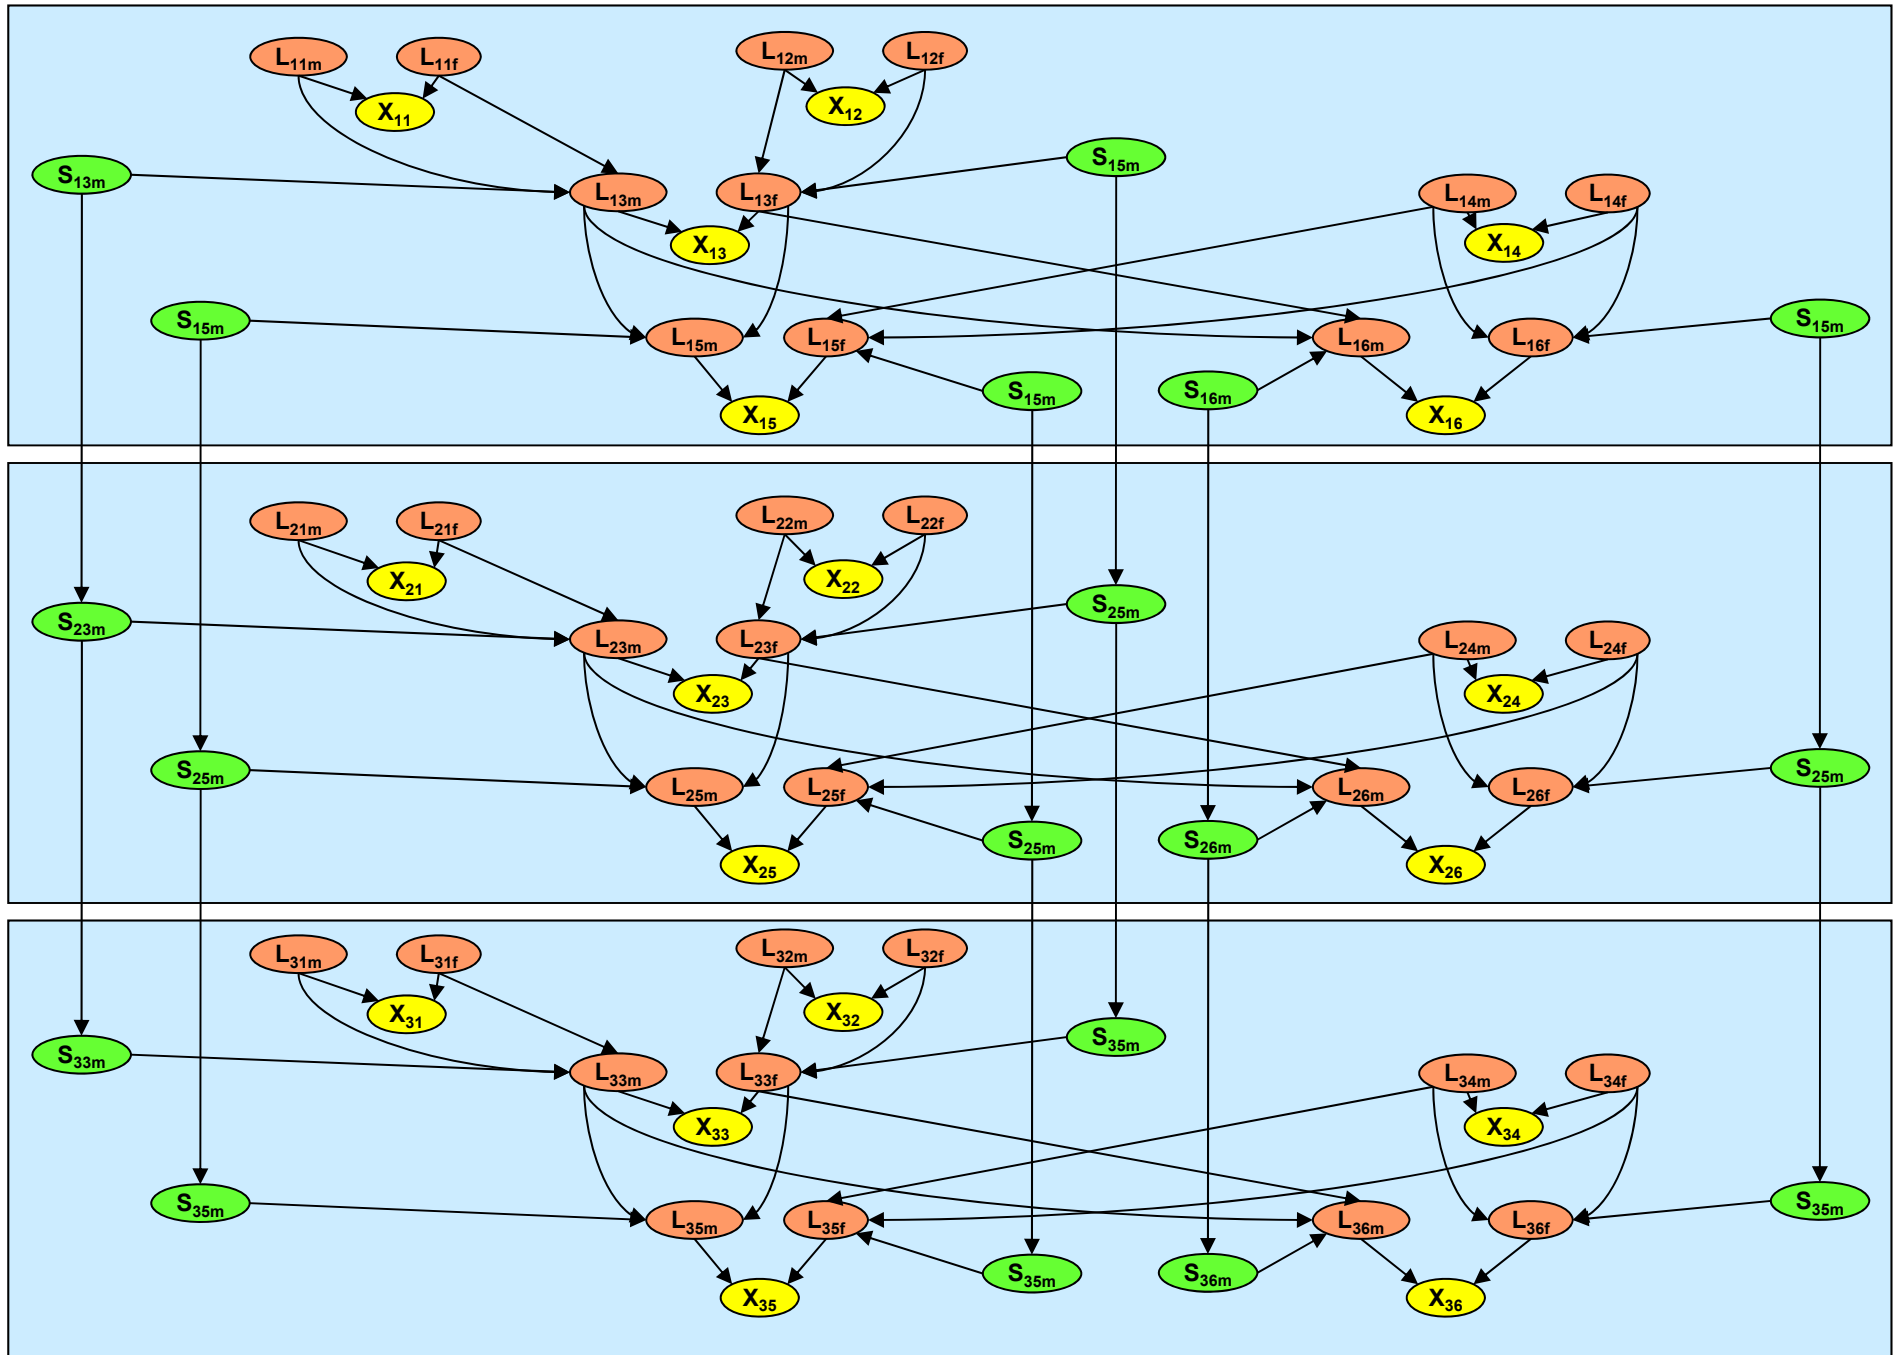 L11m L11f L12m L12f
X11 X12
S13m S15m
L13m L13f L14m L14f
X13 X14
S15m S15m
L15m L15f L16m L16f
S15m S16m
X15 X16
L21m L21f L22m L22f
X21 X22
S23m S25m
L23m L23f L24m L24f
X23 X24
S25m S25m
L25m L25f L26m L26f
S25m S26m
X25 X26
L31m L31f L32m L32f
X31 X32
S33m S35m
L33m L33f L34m L34f
X33 X34
S35m S35m
L35m L35f L36m L36f
S35m S36m
X35 X36